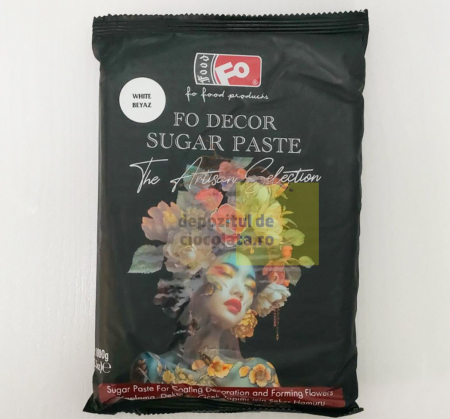 Food
Fo
®
fo food products
WHITE
BEYAZ
FO DECOR
SUGAR PASTE
The Artisan Selection
depozitul de
ciocolata.ro
Sugar Paste For Coating Decoration and Forming Flowers